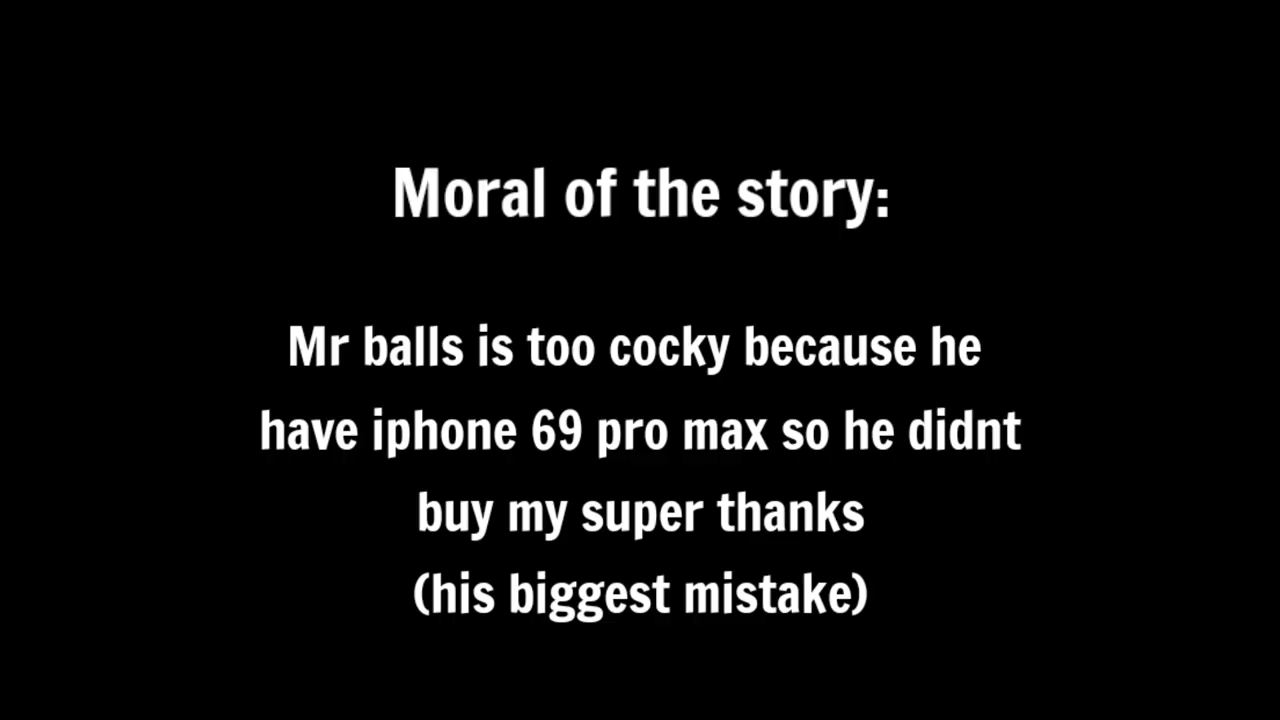 Moral of the story:
Mr balls is too cocky because he
have iphone 69 pro max so he didnt
buy my super thanks
(his biggest mistake)